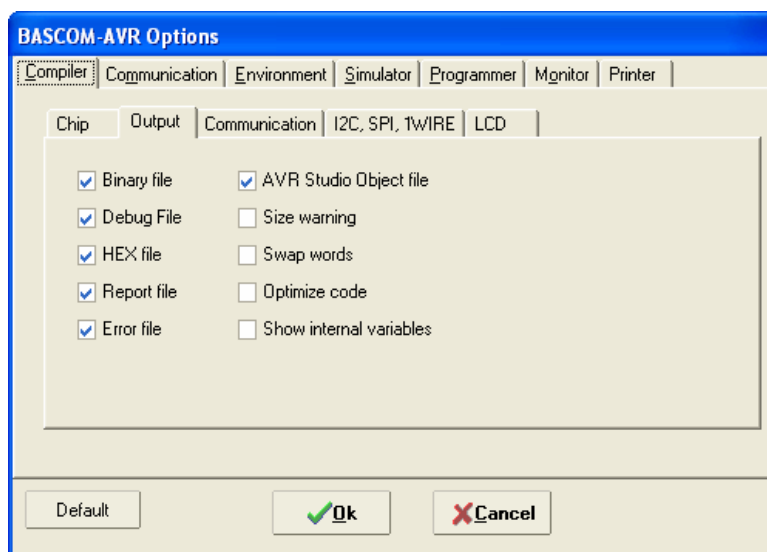 BASCOM-AVR Options
Compiler Communication Environment Simulator Programmer Monitor Printer
Chip Output Communication I2C, SPI, 1WIRE LCD
Binary file AVR Studio Object file
Debug File Size warning
HEX file Swap words
Report file Optimize code
Error file Show internal variables
Default Ok Cancel